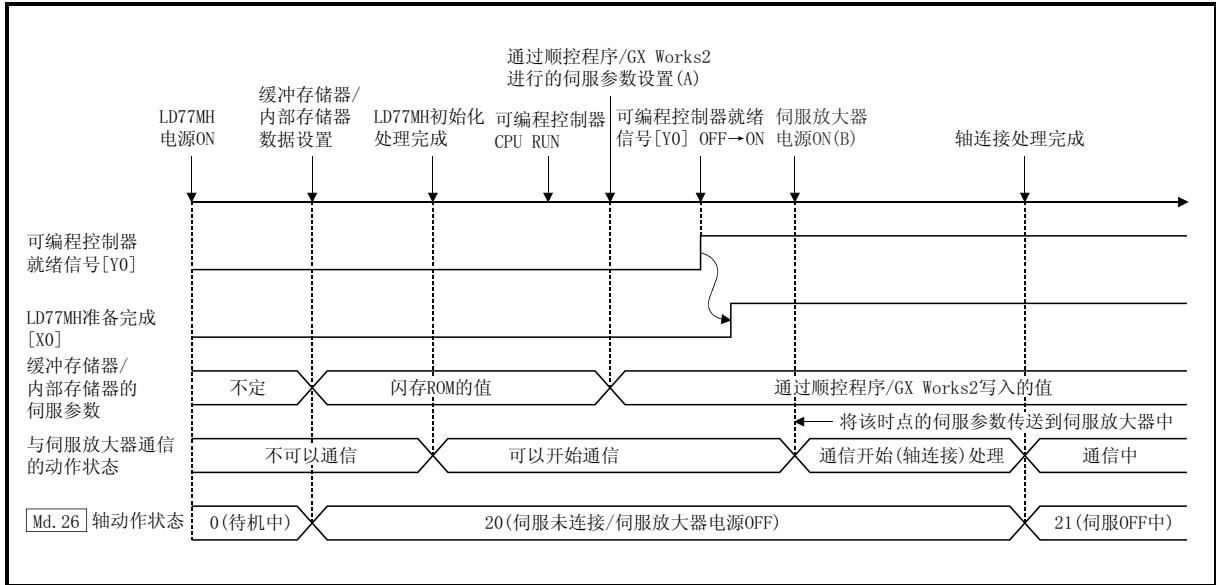 通过顺控程序/GX Works2
进行的伺服参数设置(A)
缓冲存储器/
内部存储器
数据设置
LD77MH
电源ON
LD77MH初始化
处理完成
可编程控制器
CPU RUN
可编程控制器就绪
信号[Y0] OFF→ON
伺服放大器
电源ON(B)
轴连接处理完成
可编程控制器
就绪信号[Y0]
LD77MH准备完成
[X0]
缓冲存储器/
内部存储器的
伺服参数
不定
闪存ROM的值
通过顺控程序/GX Works2写入的值
将该时点的伺服参数传送到伺服放大器中
与伺服放大器通信
的动作状态
不可以通信
可以开始通信
通信开始(轴连接)处理
通信中
Md.26 轴动作状态
0(待机中)
20(伺服未连接/伺服放大器电源OFF)
21(伺服OFF中)